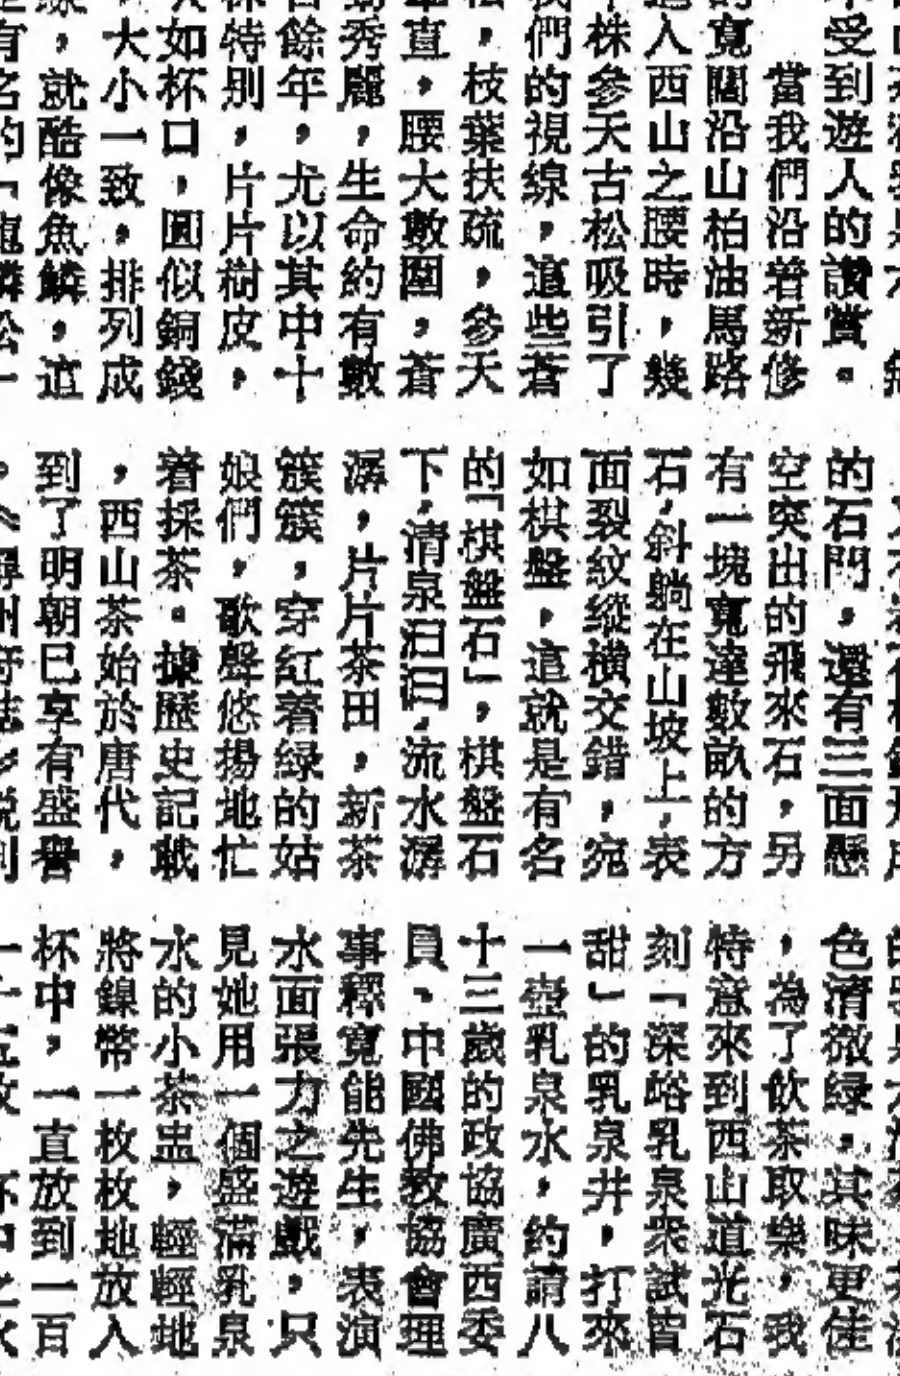 受到遊人的讚賞。
當我們沿着新修
的寬闊沿山柏油馬路
進入西山之腰時，幾
株參天古松吸引了
我們的視線，這些蒼
松，枝葉扶疏，參天
直，腰大數圍，蒼
秀麗，生命約有數
百餘年，尤以其中十
株特別，片片樹皮，
大如杯口，圓似銅錢
，大小一致，排列成
，就酷像魚鱗，這
有名的「龍鱗松」
的石門，還有三面懸
空突出的飛來石，另
有一塊寬達數畝的方
石，斜躺在山坡上，表
面裂紋縱橫交錯，宛
如棋盤，這就是有名
的「棋盤石」，棋盤石
下，清泉汩汩，流水潺
潺，片片茶田，新茶
簇簇，穿紅着绿的姑
娘們，歌聲悠揚地忙
着採茶。據歷史記載
，西山茶始於唐代，
到了明朝已享有盛譽
色清微綠，其味更佳
，為了飲茶取樂，我
特意來到西山道光石
刻「深峪乳泉眾試皆
甜」的乳泉井，打來
一壺乳泉水，約請八
十三歲的政協廣西委
員、中國佛教協會理
事釋寬能先生，表演
水面張力之遊戲，只
見她用一個盛滿乳泉
水的小茶盅，輕輕地
將鎳幣一枚枚地放入
杯中，一直放到一百